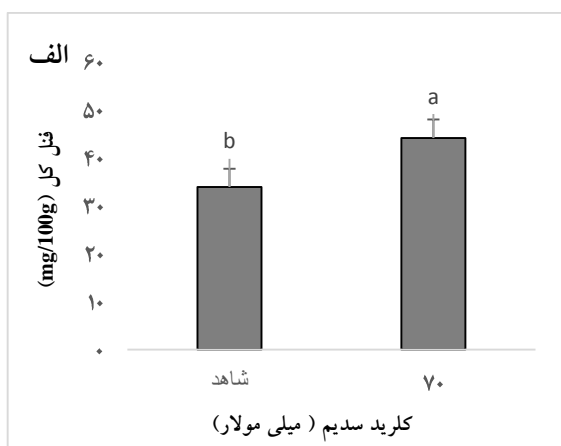 الف
فنل کل (mg/100g)
۶۰
۵۰
۴۰
۳۰
۲۰
۱۰
۰
b
a
شاهد
۷۰
کلرید سدیم ( میلی مولار)